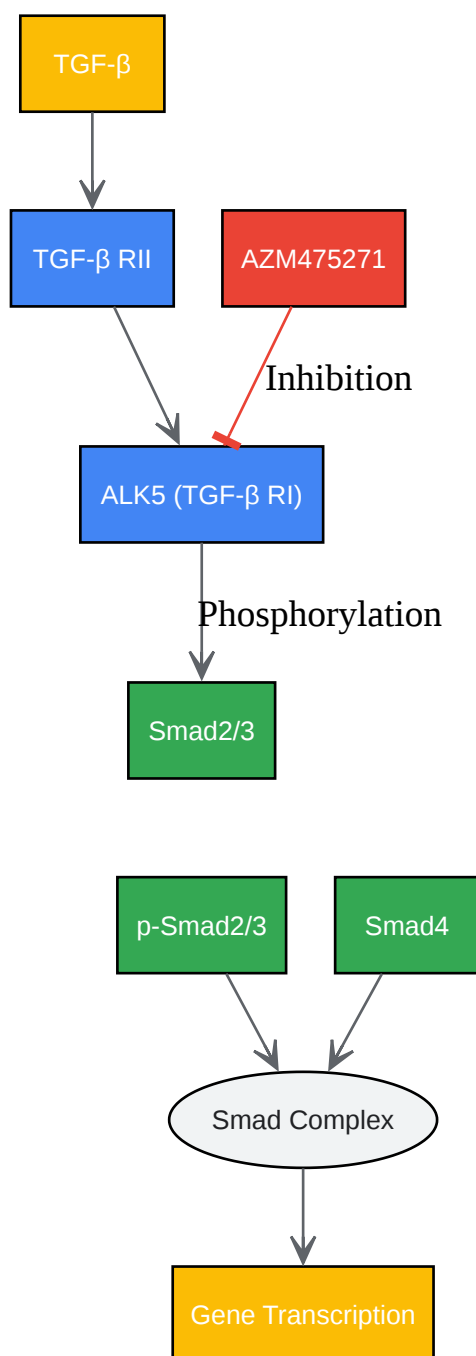 TGF-β
TGF-β RII
AZM475271
Inhibition
ALK5 (TGF-β RI)
Phosphorylation
Smad2/3
p-Smad2/3
Smad4
Smad Complex
Gene Transcription